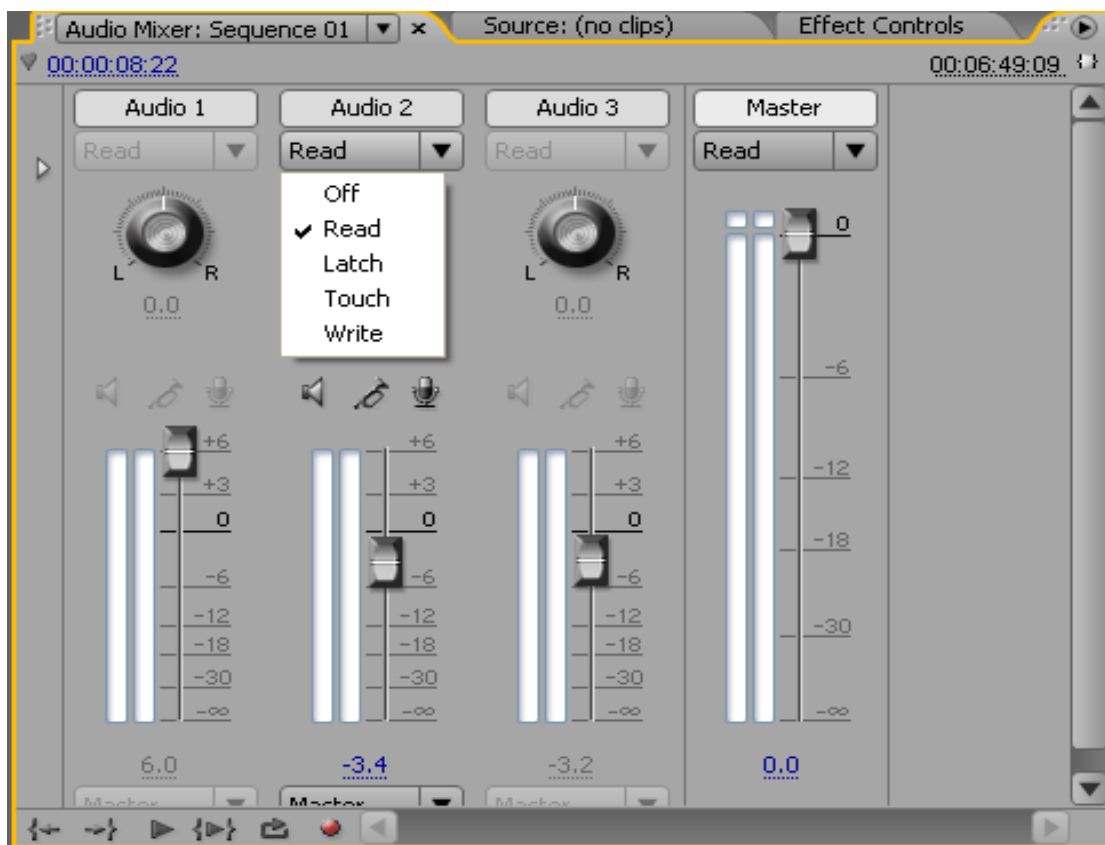 Audio Mixer: Sequence 01 Source: (no clips) Effect Controls
00:00:08:22 00:06:49:09
Audio 1 Audio 2 Audio 3 Master
Read Read Read Read
Off
Read
Latch
Touch
Write
L R L R
0.0 0.0
0
-6
-12
-18
-30
-∞
+6 +6 +6
+3 +3 +3
0 0 0
-6 -6 -6
-12 -12 -12
-18 -18 -18
-30 -30 -30
-∞ -∞ -∞
6.0 -3.4 -3.2 0.0
Master Master Master